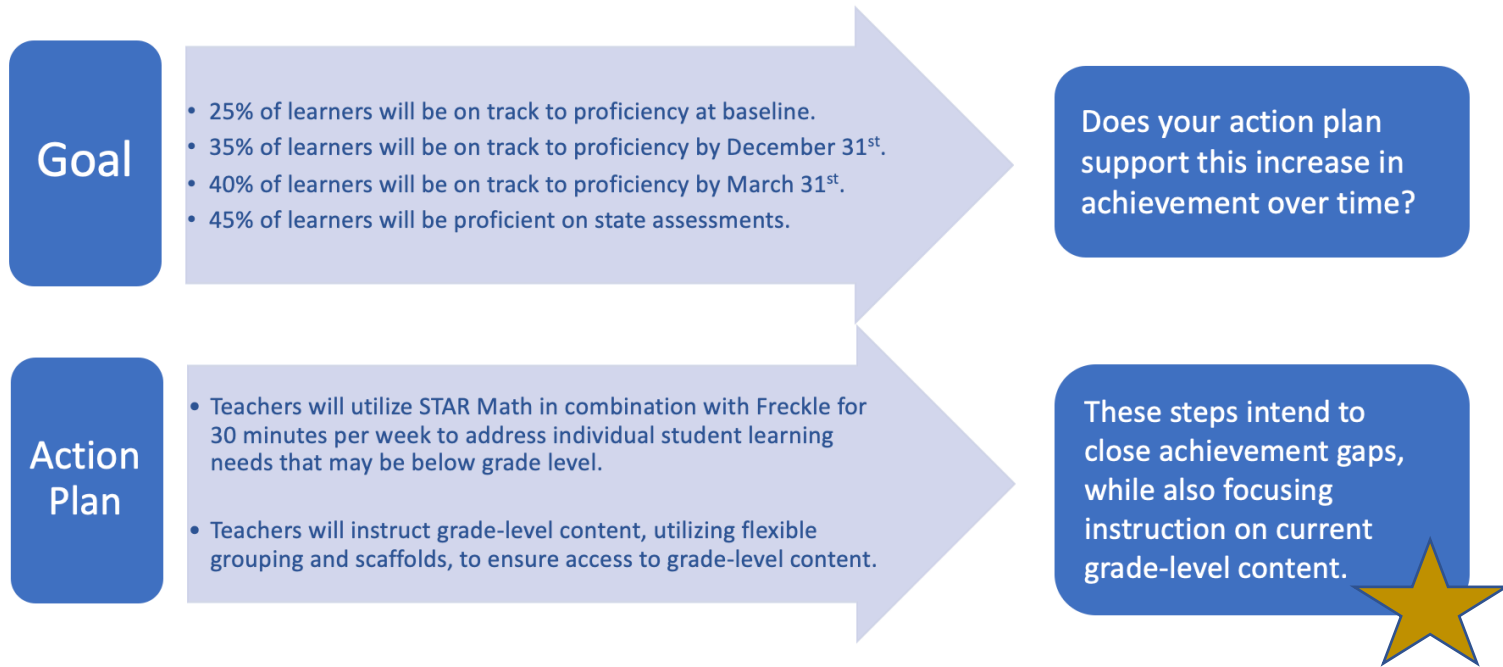 Goal
• 25% of learners will be on track to proficiency at baseline.
• 35% of learners will be on track to proficiency by December 31st.
• 40% of learners will be on track to proficiency by March 31st.
• 45% of learners will be proficient on state assessments.
Does your action plan
support this increase in
achievement over time?
Action
Plan
• Teachers will utilize STAR Math in combination with Freckle for
30 minutes per week to address individual student learning
needs that may be below grade level.
• Teachers will instruct grade-level content, utilizing flexible
grouping and scaffolds, to ensure access to grade-level content.
These steps intend to
close achievement gaps,
while also focusing
instruction on current
grade-level content.